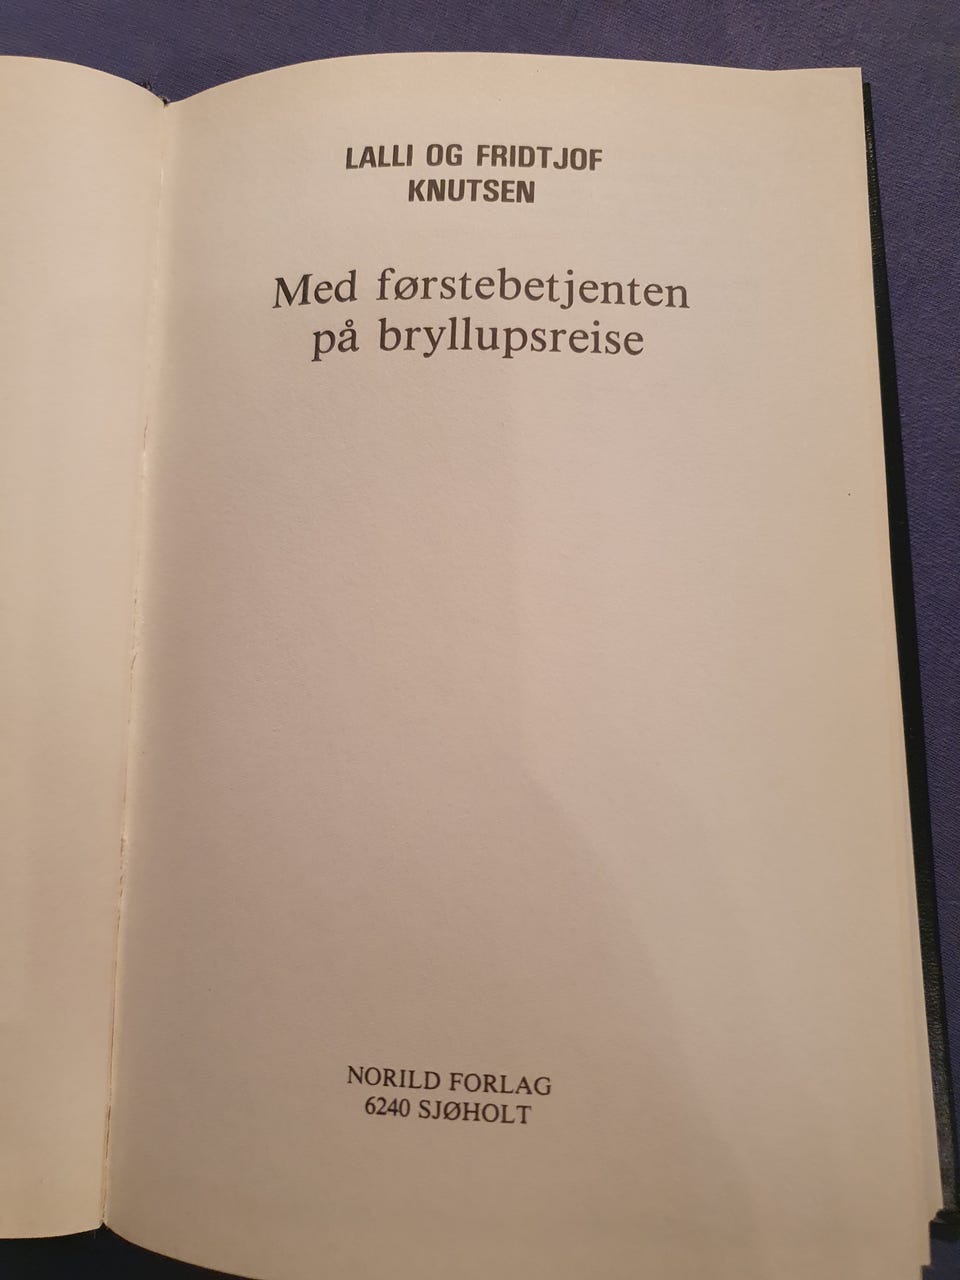 LALLI OG FRIDTJOF
KNUTSEN
Med førstebetjenten
på bryllupsreise
NORILD FORLAG
6240 SJØHOLT